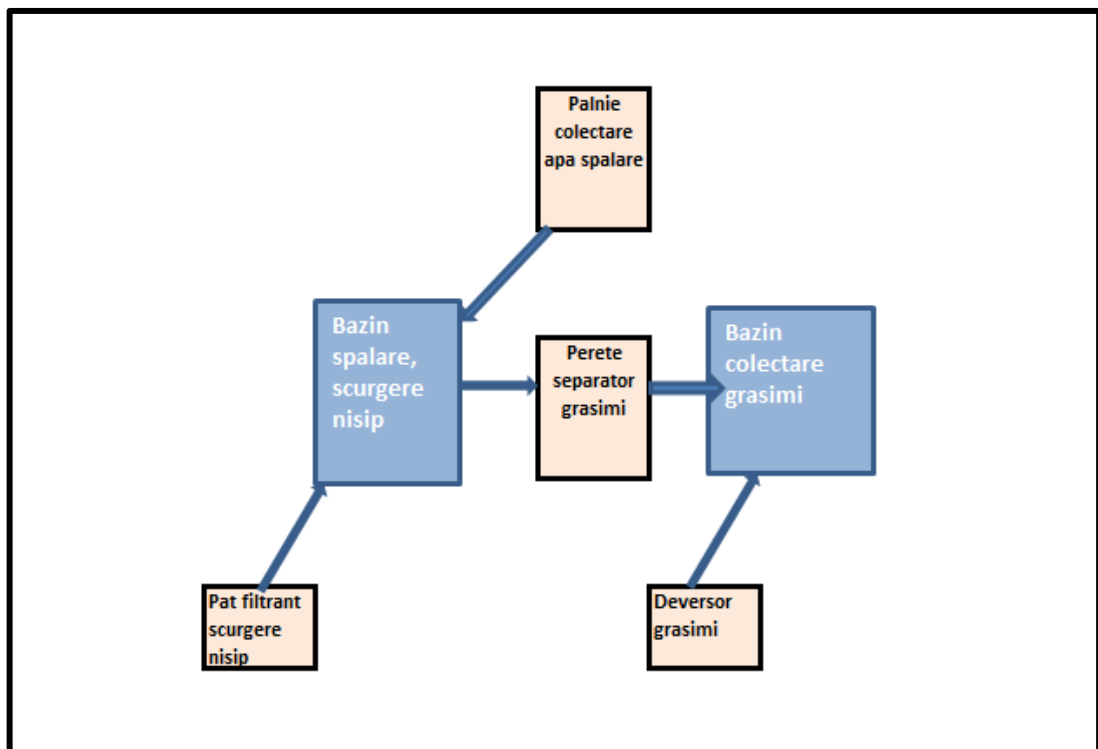 Palnie
colectare
apa spalare
Bazin
spalare,
scurgere
nisip
Perete
separator
grasimi
Bazin
colectare
grasimi
Pat filtrant
scurgere
nisip
Deversor
grasimi